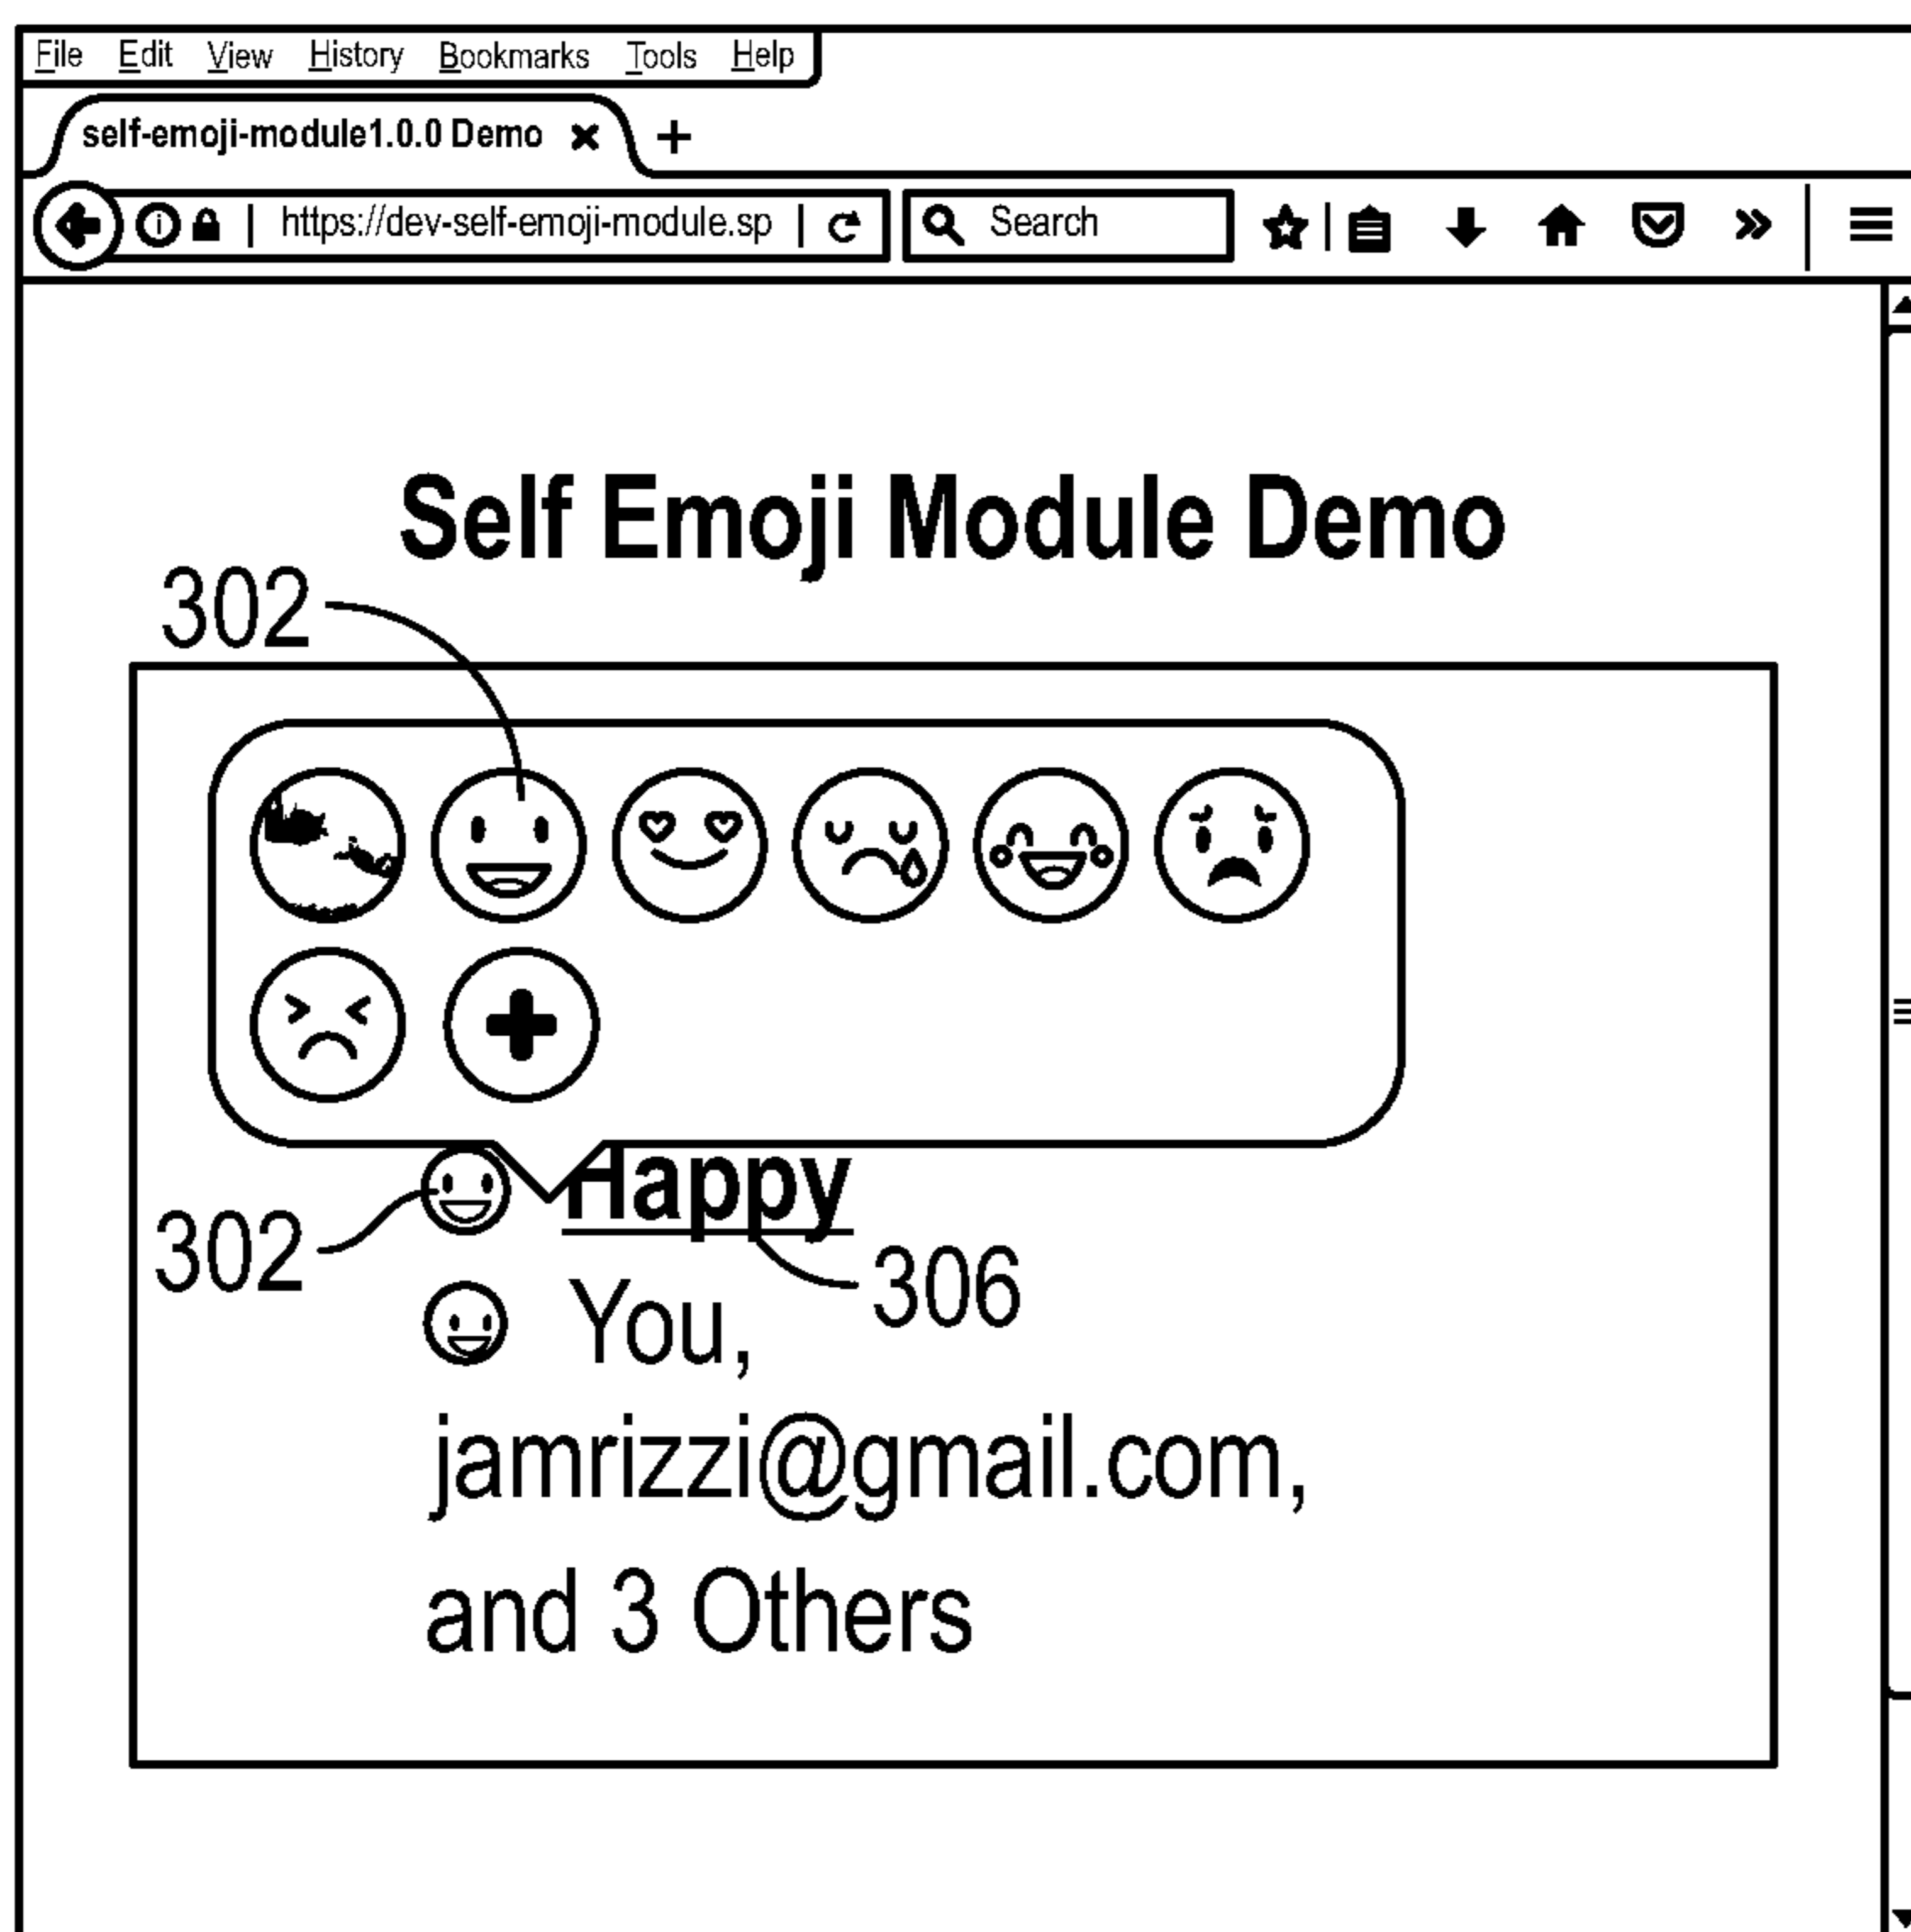 File Edit View History Bookmarks Tools Help
self-emoji-module1.0.0 Demo
https://dev-self-emoji-module.sp
Search
Self Emoji Module Demo
302
Happy
302
306
You,
jamrizzi@gmail.com,
and 3 Others